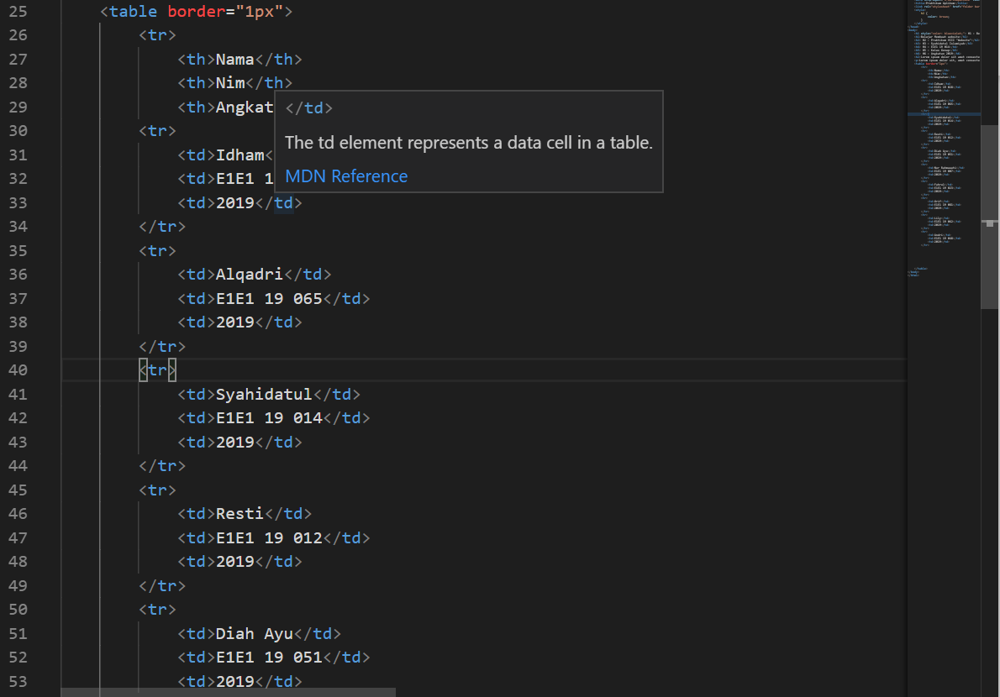 25 <table border="1px">
26 <tr>
27 <th>Nama</th>
28 <th>Nim</th>
29 <th>Angkat
30 <tr>
31 <td>Idham<
32 <td>E1E1 1
33 <td>2019</td>
34 </tr>
35 <tr>
36 <td>Alqadri</td>
37 <td>E1E1 19 065</td>
38 <td>2019</td>
39 </tr>
40 <tr>
41 <td>Syahidatul</td>
42 <td>E1E1 19 014</td>
43 <td>2019</td>
44 </tr>
45 <tr>
46 <td>Resti</td>
47 <td>E1E1 19 012</td>
48 <td>2019</td>
49 </tr>
50 <tr>
51 <td>Diah Ayu</td>
52 <td>E1E1 19 051</td>
53 <td>2019</td>
</td>
The td element represents a data cell in a table.
MDN Reference